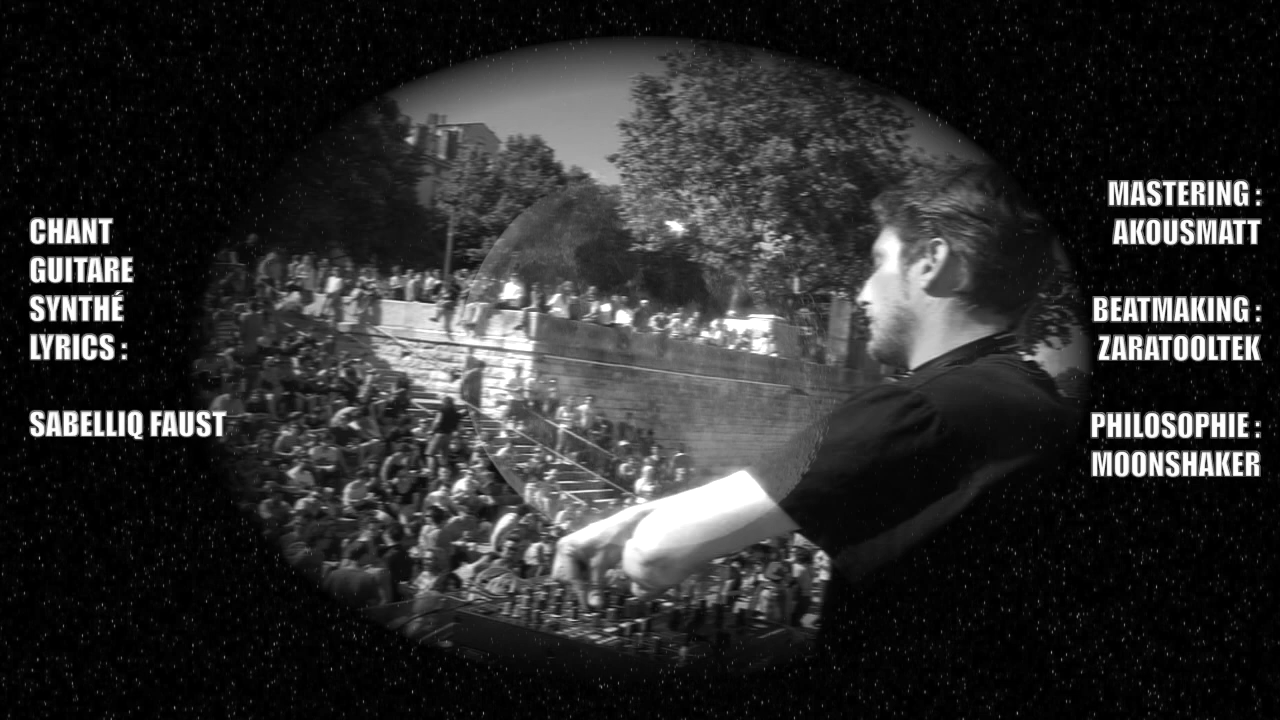 CHANT
GUITARE
SYNTHÉ
LYRICS :
SABELLIQ FAUST
MASTERING :
AKOUSMATT
BEATMAKING :
ZARATOOLTEK
PHILOSOPHIE :
MOONSHAKER